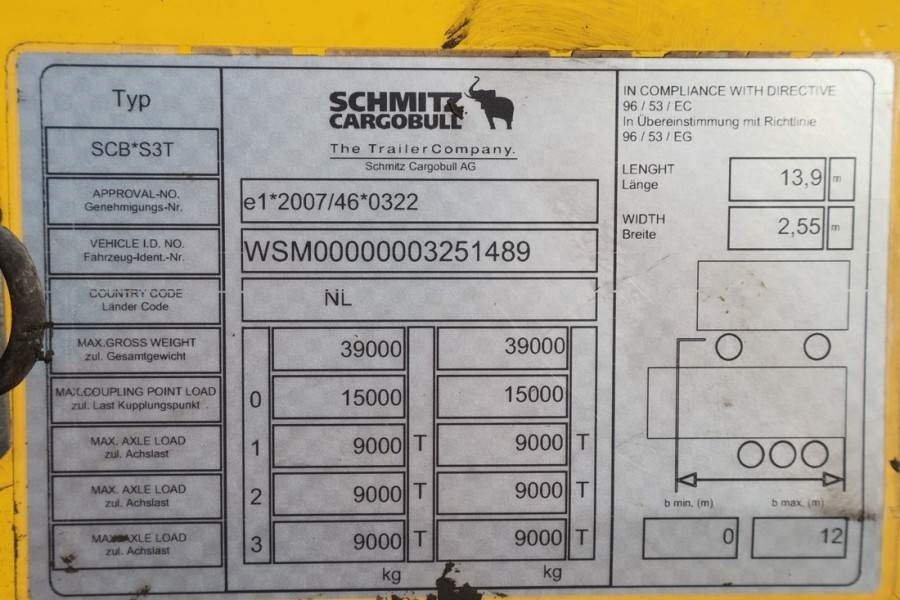 Typ
SCB*S3T
APPROVAL-NO.
Genehmigungs-Nr.
VEHICLE I.D. NO.
Fahrzeug-Ident.-Nr.
COUNTRY CODE
Länder Code
MAX.GROSS WEIGHT
zul. Gesamtgewicht
MAX.COUPLING POINT LOAD
zul. Last Kupplungspunkt
MAX. AXLE LOAD
zul. Achslast
MAX. AXLE LOAD
zul. Achslast
MAX. AXLE LOAD
zul. Achslast
SCHMITZ
CARGOBULL
The TrailerCompany.
Schmitz Cargobull AG
e1*2007/46*0322
WSM00000003251489
NL
39000 39000
0 15000 15000
1 9000 T 9000 T
2 9000 T 9000 T
3 9000 T 9000 T
kg kg
IN COMPLIANCE WITH DIRECTIVE
96 / 53 / EC
In Übereinstimmung mit Richtlinie
96 / 53 / EG
LENGHT
Länge
13,9 m
WIDTH
Breite
2,55 m
b min. (m) b max. (m)
0 12